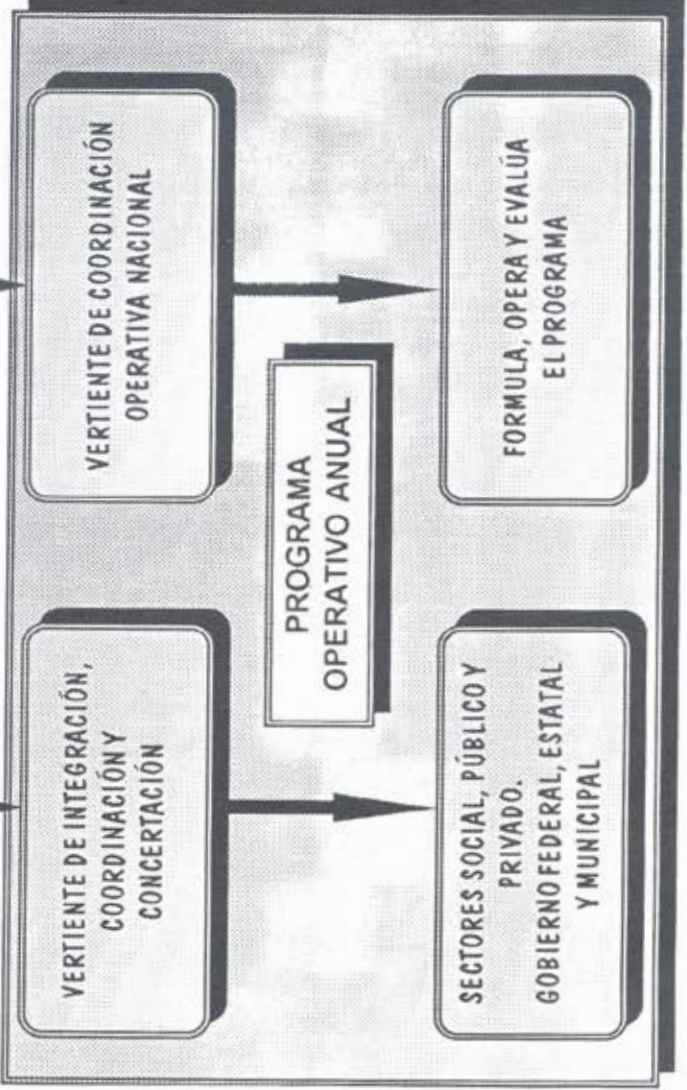 VERTIENTE DE INTEGRACIÓN,
COORDINACIÓN Y
CONCERTACIÓN
VERTIENTE DE COORDINACIÓN
OPERATIVA NACIONAL
PROGRAMA
OPERATIVO ANUAL
SECTORES SOCIAL, PÚBLICO Y
PRIVADO.
GOBIERNO FEDERAL, ESTATAL
Y MUNICIPAL
FORMULA, OPERA Y EVALÚA
EL PROGRAMA